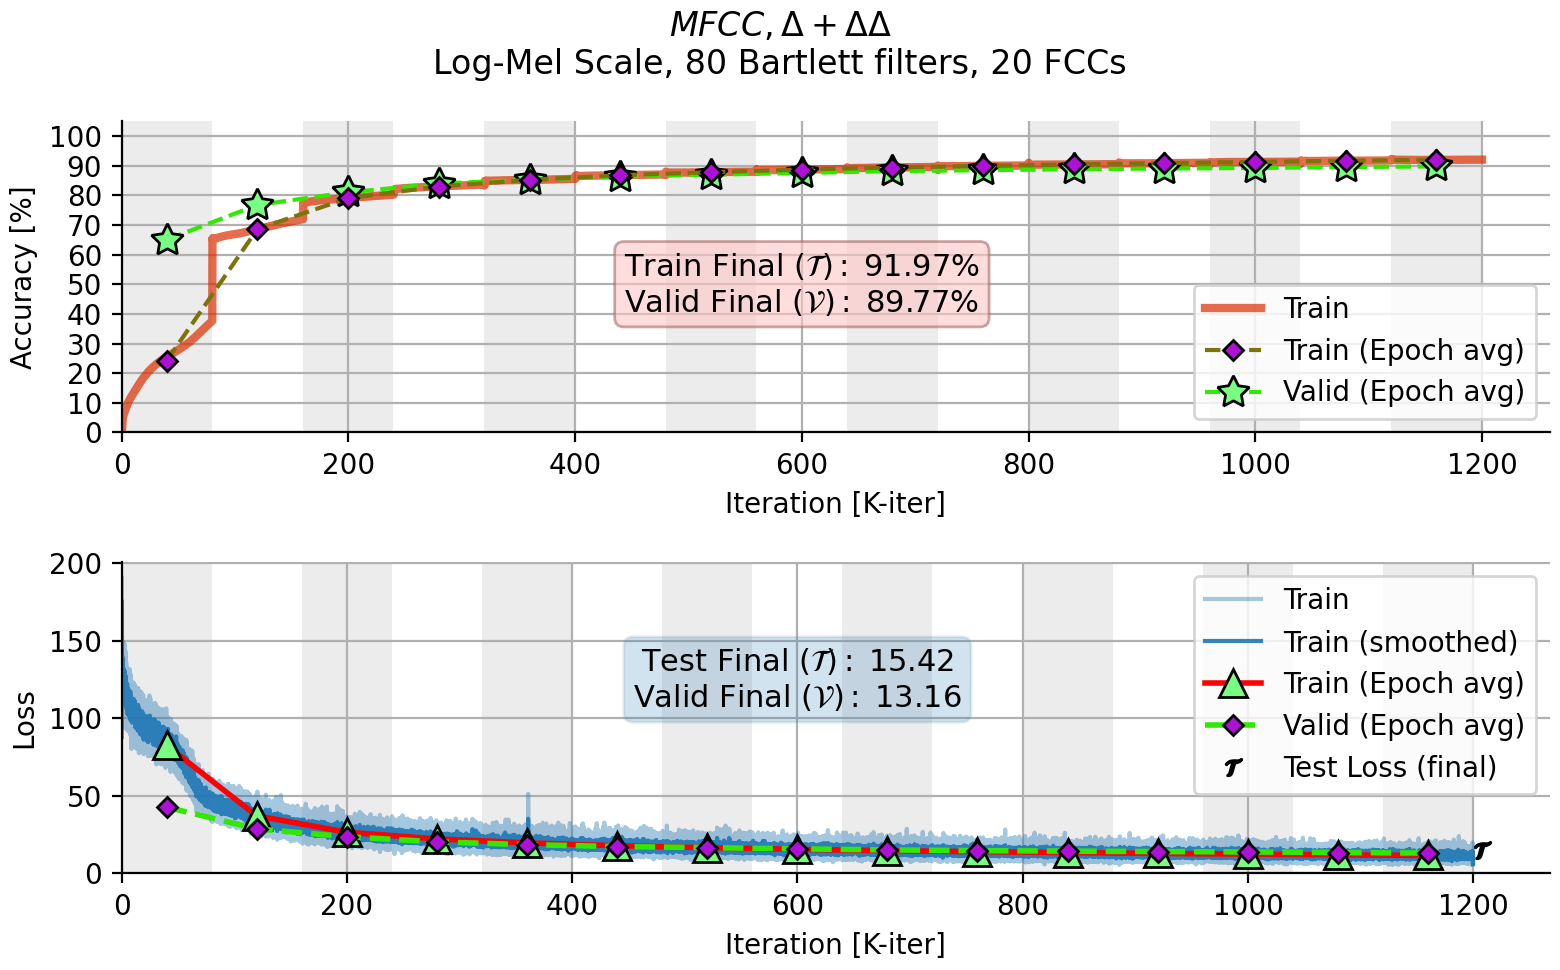 MFCC, Δ + ΔΔ
Log-Mel Scale, 80 Bartlett filters, 20 FCCs
Accuracy [%]
100
90
80
70
60
50
40
30
20
10
0
Train Final (𝒯) : 91.97%
Valid Final (𝒱) : 89.77%
Train
Train (Epoch avg)
Valid (Epoch avg)
0 200 400 600 800 1000 1200
Iteration [K-iter]
Loss
200
150
100
50
0
Test Final (𝒯) : 15.42
Valid Final (𝒱) : 13.16
Train
Train (smoothed)
Train (Epoch avg)
Valid (Epoch avg)
𝒯 Test Loss (final)
𝒯
0 200 400 600 800 1000 1200
Iteration [K-iter]